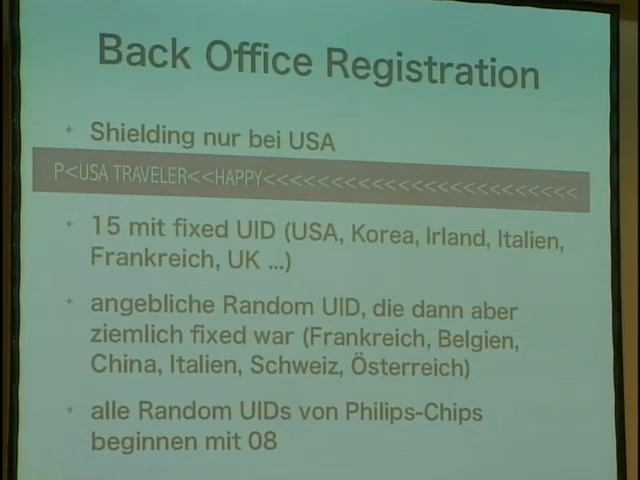 Back Office Registration
Shielding nur bei USA
P<USA TRAVELER<<HAPPY<<<<<<<<<<<<<<<<<<<<<<<<
15 mit fixed UID (USA, Korea, Irland, Italien,
Frankreich, UK ...)
angebliche Random UID, die dann aber
ziemlich fixed war (Frankreich, Belgien,
China, Italien, Schweiz, Österreich)
alle Random UIDs von Philips-Chips
beginnen mit 08